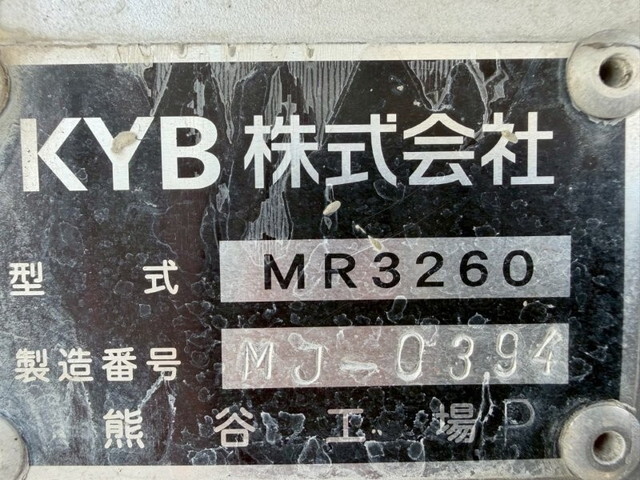 KYB 株式会社
型式 MR3260
製造番号 MJ-0394
熊谷工場 P